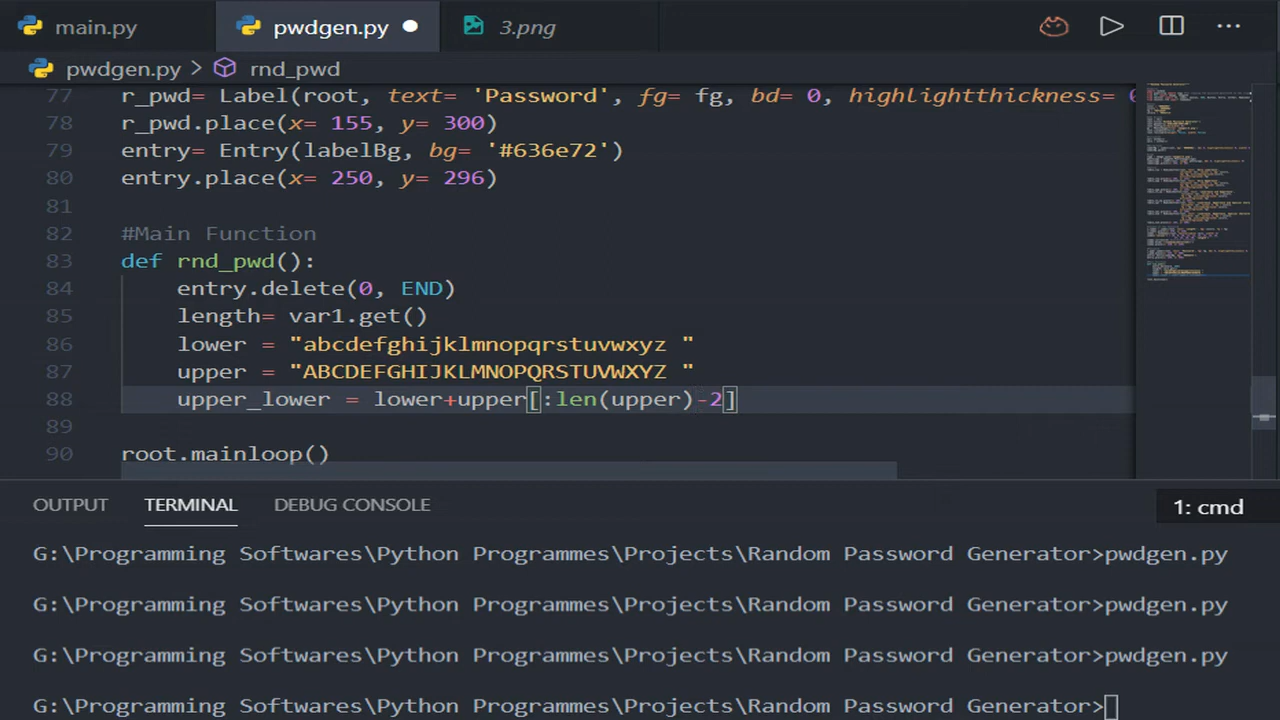 main.py
pwdgen.py
3.png
pwdgen.py > rnd_pwd
77 r_pwd= Label(root, text= 'Password', fg= fg, bd= 0, highlightthickness=
78 r_pwd.place(x= 155, y= 300)
79 entry= Entry(labelBg, bg= '#636e72')
80 entry.place(x= 250, y= 296)
81
82 #Main Function
83 def rnd_pwd():
84 entry.delete(0, END)
85 length= var1.get()
86 lower = "abcdefghijklmnopqrstuvwxyz "
87 upper = "ABCDEFGHIJKLMNOPQRSTUVWXYZ "
88 upper_lower = lower+upper[:len(upper)-2]
89
90 root.mainloop()
OUTPUT TERMINAL DEBUG CONSOLE 1: cmd
G:\Programming Softwares\Python Programmes\Projects\Random Password Generator>pwdgen.py
G:\Programming Softwares\Python Programmes\Projects\Random Password Generator>pwdgen.py
G:\Programming Softwares\Python Programmes\Projects\Random Password Generator>pwdgen.py
G:\Programming Softwares\Python Programmes\Projects\Random Password Generator>